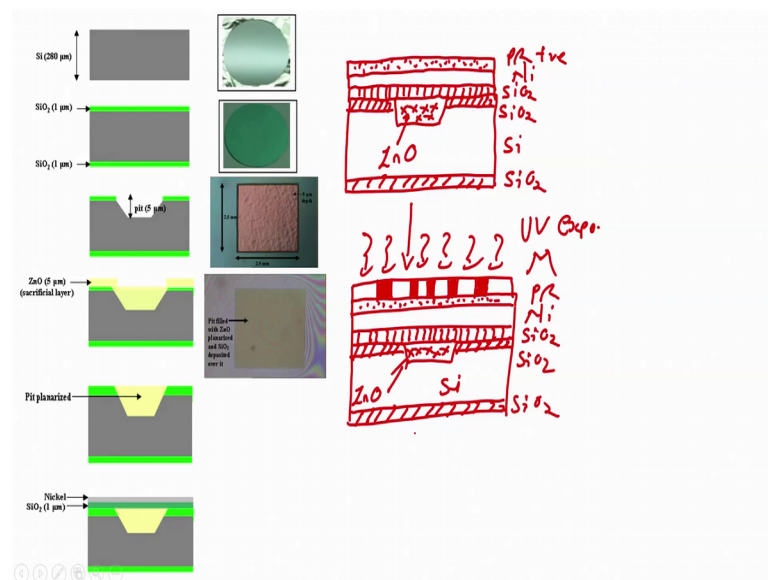 Si (280 µm)
SiO₂ (1 µm)
SiO₂ (1 µm)
pit (5 µm)
2.5 mm
2.5 mm
ZnO (5 µm)
(sacrificial layer)
Pit filled
with ZnO
planarized
and SiO₂
deposited
over it
Pit planarized
Nickel
SiO₂ (1 µm)
PR +ve
Ni
SiO₂
SiO₂
ZnO
Si
SiO₂
UV Expo.
M
PR
Ni
SiO₂
SiO₂
ZnO
Si
SiO₂